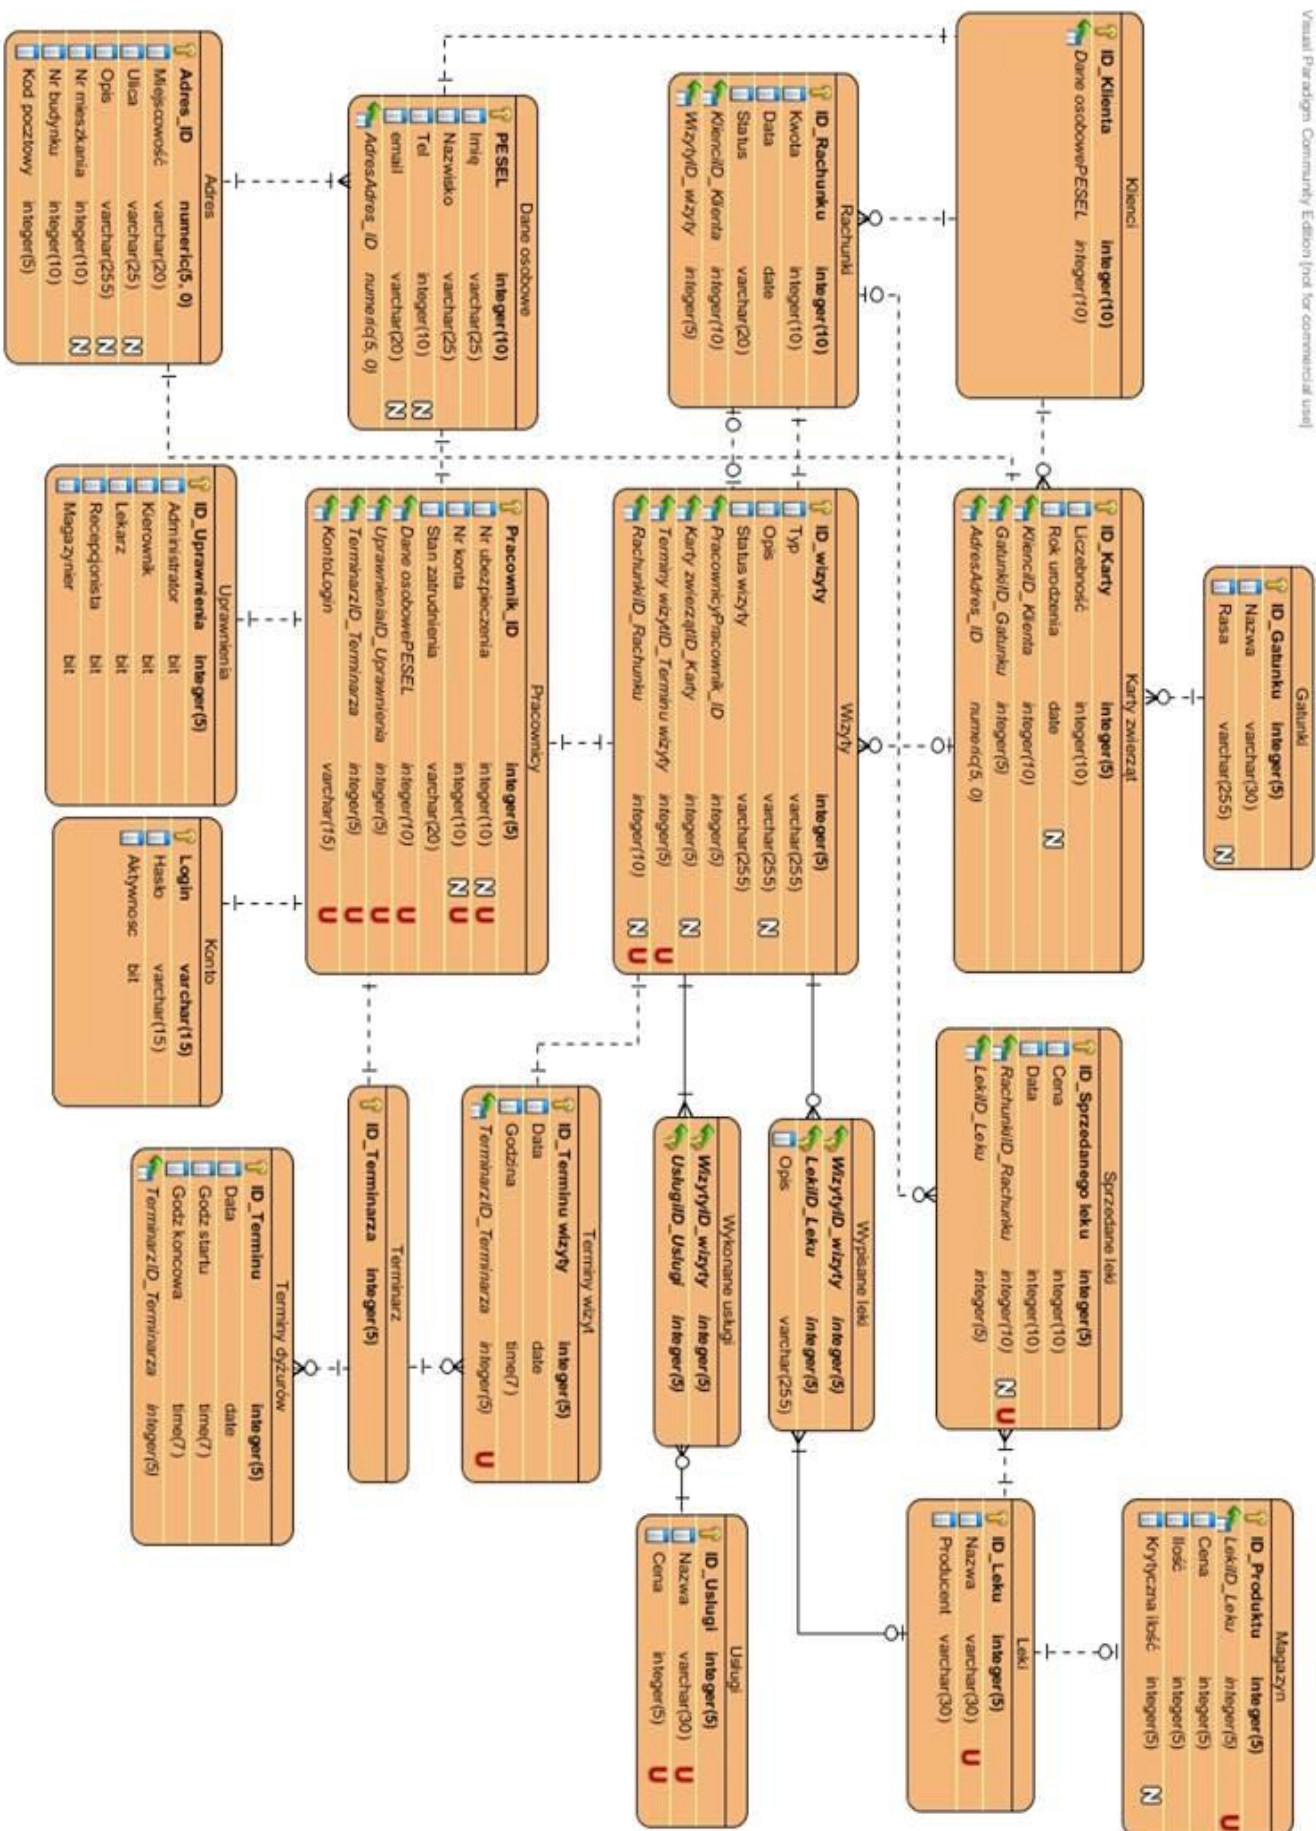 Visual Paradigm Community Edition [not for commercial use]
Klienci
ID_Klienta integer(10)
Dane osobowePESEL integer(10)
Rachunki
ID_Rachunku integer(10)
Kwota integer(10)
Data date
Status varchar(20)
KlienciID_Klienta integer(10)
WizytyID_wizyty integer(5)
Dane osobowe
PESEL integer(10)
Imię varchar(25)
Nazwisko varchar(25)
Tel integer(10) N
email varchar(20) N
AdresAdres_ID numeric(5, 0)
Adres
Adres_ID numeric(5, 0)
Miejscowość varchar(20)
Ulica varchar(25) N
Opis varchar(255) N
Nr mieszkania integer(10) N
Nr budynku integer(10)
Kod pocztowy integer(5)
Gatunki
ID_Gatunku integer(5)
Nazwa varchar(30)
Rasa varchar(255) N
Karty zwierząt
ID_Karty integer(5)
Liczebność integer(10)
Rok urodzenia date N
KlienciID_Klienta integer(10)
GatunkiID_Gatunku integer(5)
AdresAdres_ID numeric(5, 0)
Wizyty
ID_wizyty integer(5)
Typ varchar(255)
Opis varchar(255) N
Status wizyty varchar(255)
PracownicyPracownik_ID integer(5)
Karty zwierzątID_Karty integer(5) N
Terminy wizytID_Terminu wizyty integer(5) U
RachunkiID_Rachunku integer(10) N U
Pracownicy
Pracownik_ID integer(5)
Nr ubezpieczenia integer(10) N U
Nr konta integer(10) N U
Stan zatrudnienia varchar(20)
Dane osobowePESEL integer(10) U
UprawnieniaID_Uprawnienia integer(5) U
TerminarzID_Terminarza integer(5) U
KontoLogin varchar(15) U
Uprawnienia
ID_Uprawnienia integer(5)
Administrator bit
Kierownik bit
Lekarz bit
Recepcjonista bit
Magazynier bit
Konto
Login varchar(15)
Hasło varchar(15)
Aktywnosc bit
Sprzedane leki
ID_Sprzedanego leku integer(5)
Cena integer(10)
Data integer(10)
RachunkiID_Rachunku integer(10) N U
LekiID_Leku integer(5)
Wypisane leki
WizytyID_wizyty integer(5)
LekiID_Leku integer(5)
Opis varchar(255)
Wykonane usługi
WizytyID_wizyty integer(5)
UsługiID_Uslugi integer(5)
Terminy wizyt
ID_Terminu wizyty integer(5)
Data date
Godzina time(7)
TerminarzID_Terminarza integer(5) U
Terminarz
ID_Terminarza integer(5)
Terminy dyżurów
ID_Terminu integer(5)
Data date
Godz startu time(7)
Godz koncowa time(7)
TerminarzID_Terminarza integer(5)
Magazyn
ID_Produktu integer(5)
LekiID_Leku integer(5) U
Cena integer(5)
Ilość integer(5)
Krytyczna ilość integer(5) N
Leki
ID_Leku integer(5)
Nazwa varchar(30) U
Producent varchar(30)
Usługi
ID_Uslugi integer(5)
Nazwa varchar(30) U
Cena integer(5) U